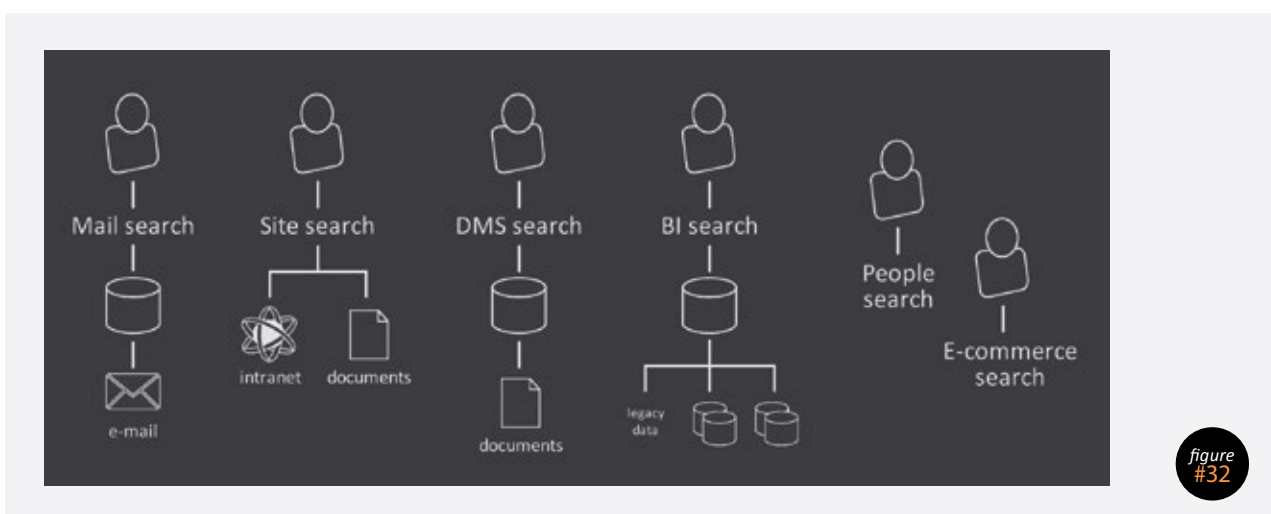 Mail search
Site search
DMS search
BI search
People
search
E-commerce
search
intranet
documents
e-mail
documents
legacy
data
figure
#32